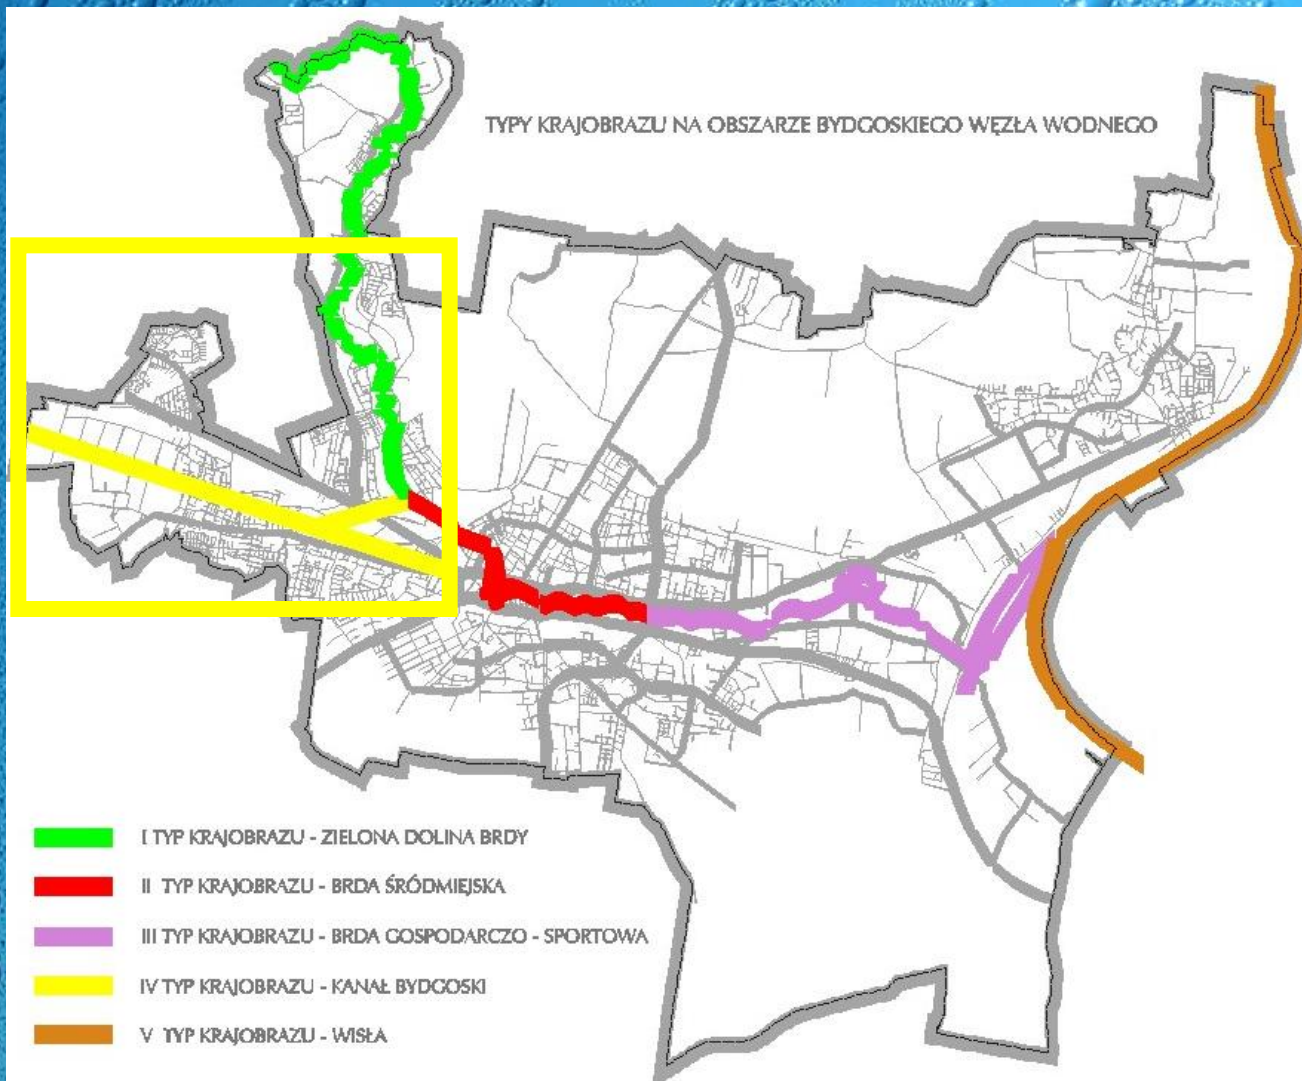 TYPY KRAJOBRAZU NA OBSZARZE BYDGOSKIEGO WĘZŁA WODNEGO
I TYP KRAJOBRAZU - ZIELONA DOLINA BRDY
II TYP KRAJOBRAZU - BRDA ŚRÓDMIEJSKA
III TYP KRAJOBRAZU - BRDA GOSPODARCZO - SPORTOWA
IV TYP KRAJOBRAZU - KANAŁ BYDGOSKI
V TYP KRAJOBRAZU - WISŁA